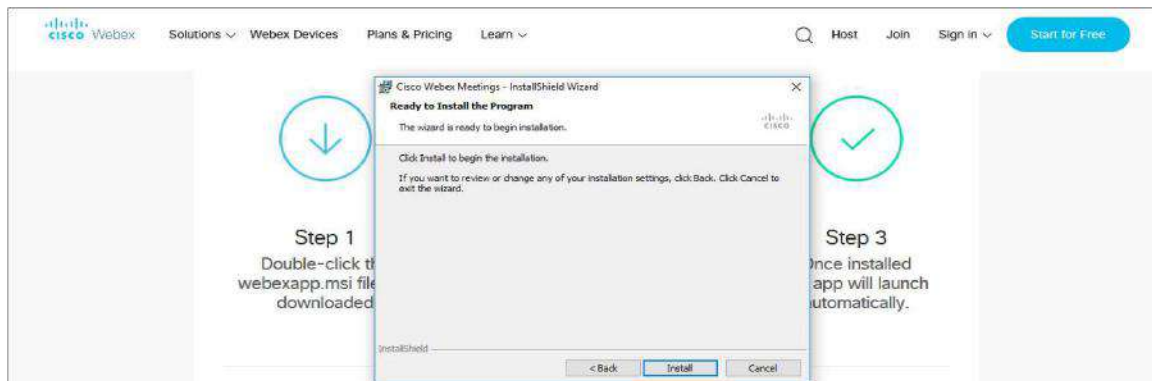 cisco Webex Solutions Webex Devices Plans & Pricing Learn Host Join Sign in Start for Free
Cisco Webex Meetings - InstallShield Wizard
Ready to Install the Program
The wizard is ready to begin installation.
cisco
Click Install to begin the installation.
If you want to review or change any of your installation settings, click Back. Click Cancel to
exit the wizard.
Step 1
Double-click th
webexapp.msi file
downloaded
Step 3
Once installed
app will launch
utomatically.
InstallShield
< Back Install Cancel